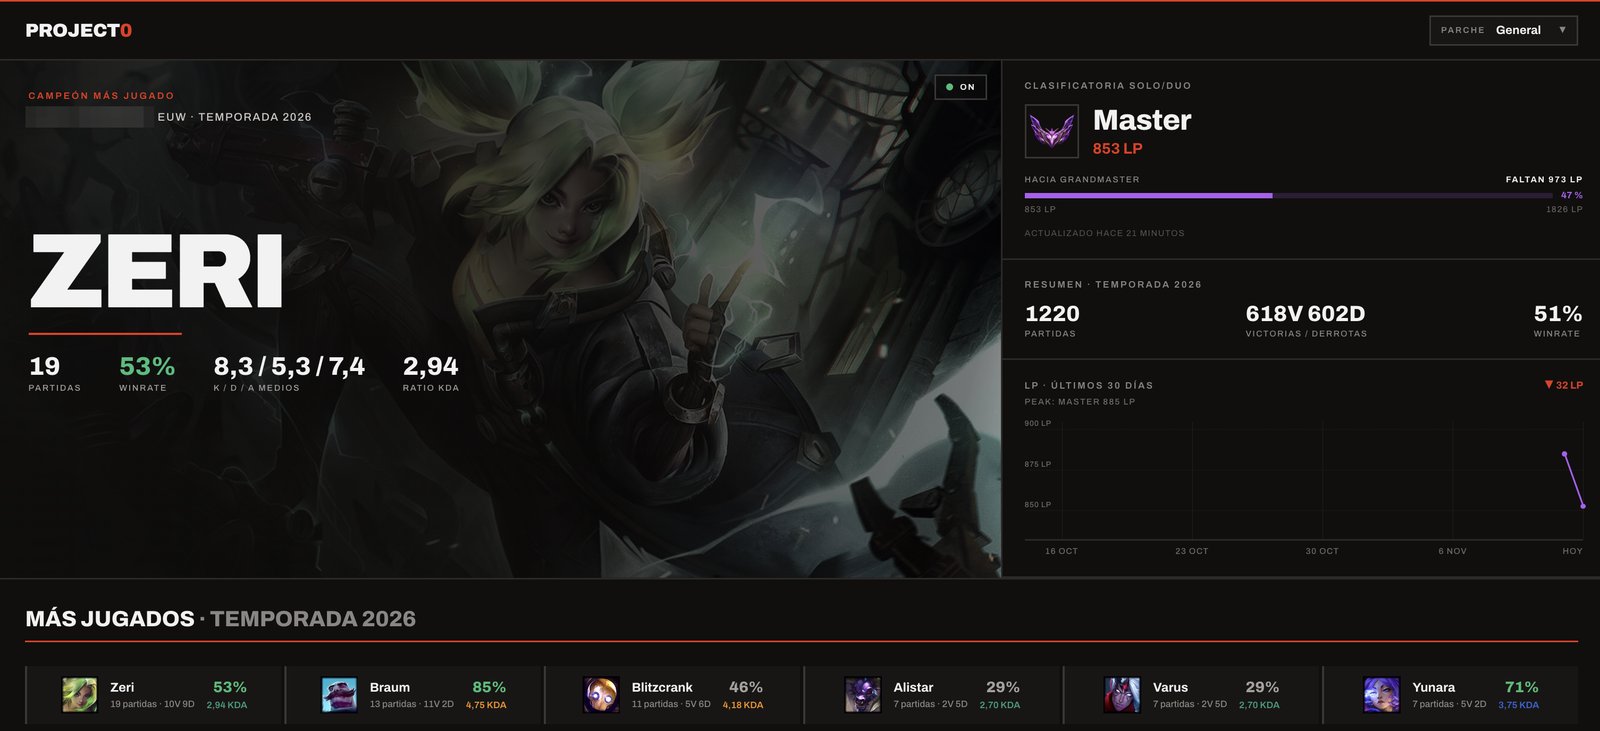 PROJECT0
PARCHE General ▼
CAMPEÓN MÁS JUGADO
EUW · TEMPORADA 2026
ON
ZERI
19 53% 8,3 / 5,3 / 7,4 2,94
PARTIDAS WINRATE K / D / A MEDIOS RATIO KDA
CLASIFICATORIA SOLO/DUO
Master
853 LP
HACIA GRANDMASTER FALTAN 973 LP
47 %
853 LP 1826 LP
ACTUALIZADO HACE 21 MINUTOS
RESUMEN · TEMPORADA 2026
1220 618V 602D 51%
PARTIDAS VICTORIAS / DERROTAS WINRATE
LP · ÚLTIMOS 30 DÍAS ▼ 32 LP
PEAK: MASTER 885 LP
900 LP
875 LP
850 LP
16 OCT 23 OCT 30 OCT 6 NOV HOY
MÁS JUGADOS · TEMPORADA 2026
Zeri 53%
19 partidas · 10V 9D 2,94 KDA
Braum 85%
13 partidas · 11V 2D 4,75 KDA
Blitzcrank 46%
11 partidas · 5V 6D 4,18 KDA
Alistar 29%
7 partidas · 2V 5D 2,70 KDA
Varus 29%
7 partidas · 2V 5D 2,70 KDA
Yunara 71%
7 partidas · 5V 2D 3,75 KDA